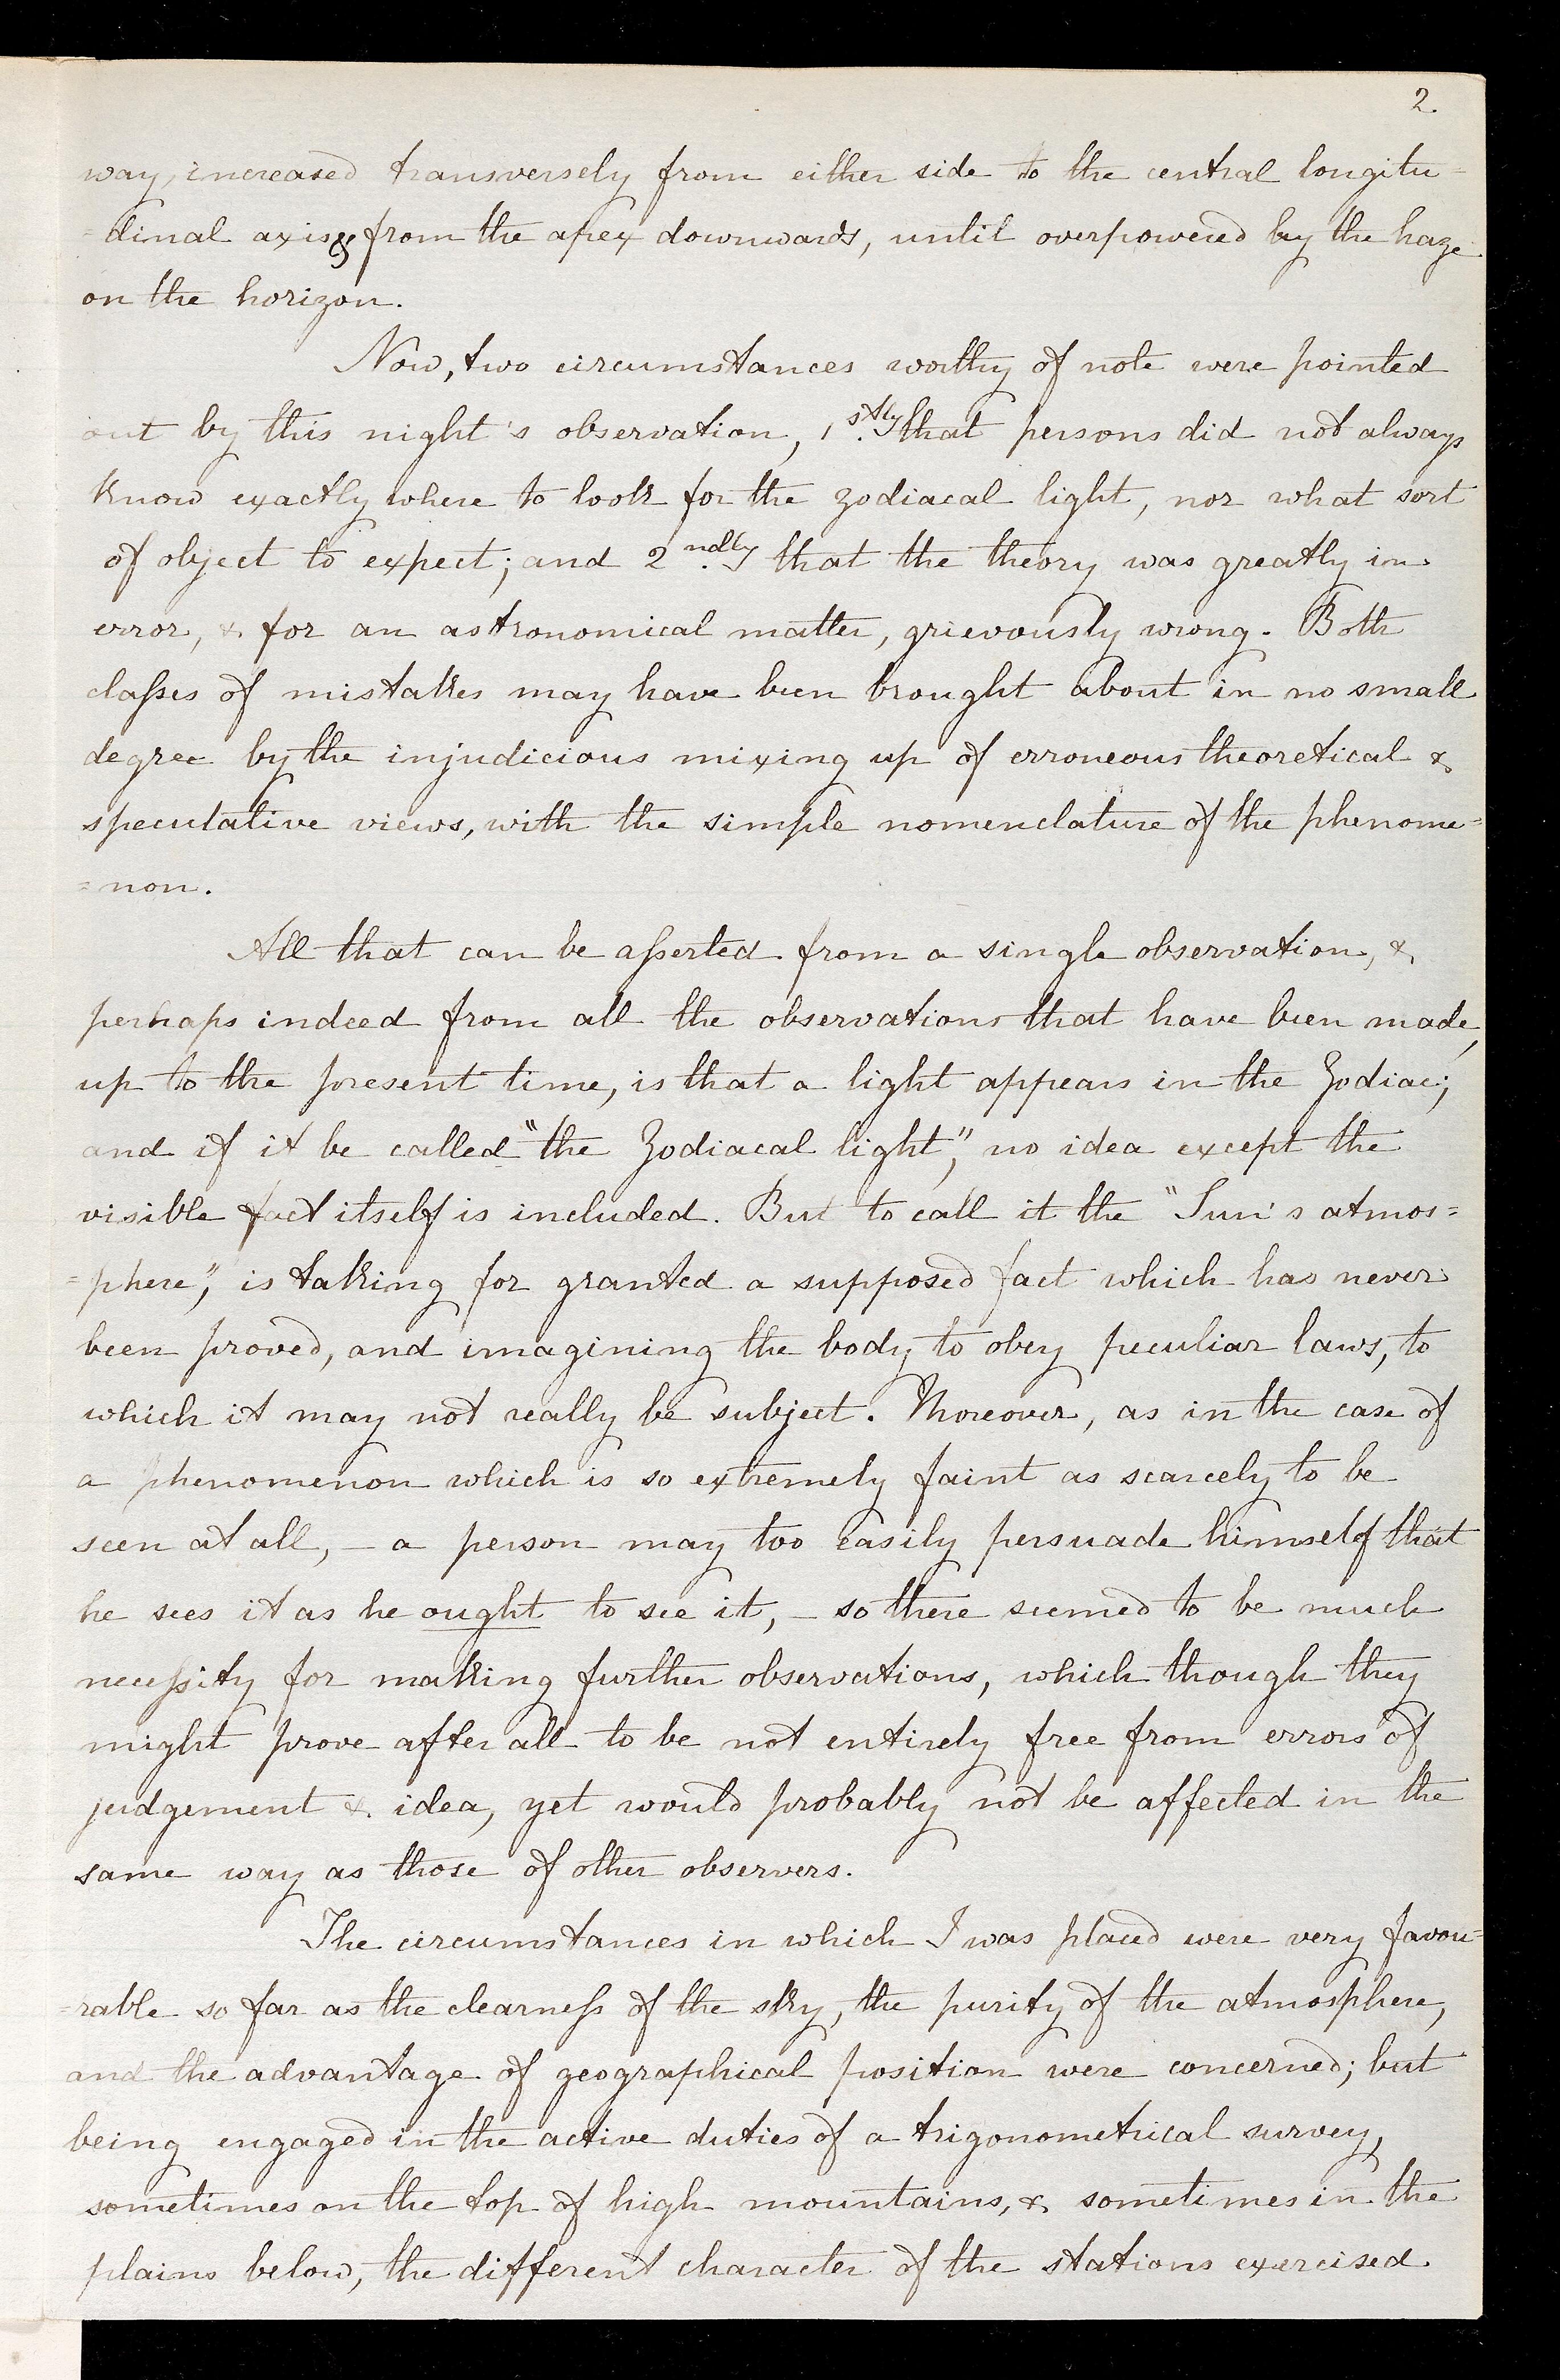 2.
way, increased transversely from either side to the central longitu=
=dinal axis, & from the apex downwards, until overpowered by the haze
on the horizon.
Now, two circumstances worthy of note were pointed
out by this night's observation, 1stly that persons did not always
know exactly where to look for the zodiacal light, nor what sort
of object to expect; and 2ndly that the theory was greatly in
error, & for an astronomical matter, grievously wrong. Both
claſses of mistakes may have been brought about in no small
degree by the injudicious mixing up of erroneous theoretical &
speculative views, with the simple nomenclature of the phenome=
=non.
All that can be aſserted from a single observation, &
perhaps indeed from all the observations that have been made,
up to the present time, is that a light appears in the Zodiac;
and if it be called "the Zodiacal light", no idea except the
visible fact itself is included. But to call it the "Sun's atmos=
=phere", is taking for granted a supposed fact which has never
been proved, and imagining the body to obey peculiar laws, to
which it may not really be subject. Moreover, as in the case of
a phenomenon which is so extremely faint as scarcely to be
seen at all, – a person may too easily persuade himself that
he sees it as he ought to see it, – so there seemed to be much
neceſsity for making further observations, which though they
might prove after all to be not entirely free from errors of
judgement & idea, yet would probably not be affected in the
same way as those of other observers.
The circumstances in which I was placed were very favou=
=rable so far as the clearneſs of the sky, the purity of the atmosphere,
and the advantage of geographical position were concerned; but
being engaged in the active duties of a trigonometrical survey,
sometimes on the top of high mountains, & sometimes in the
plains below, the different character of the stations exercised